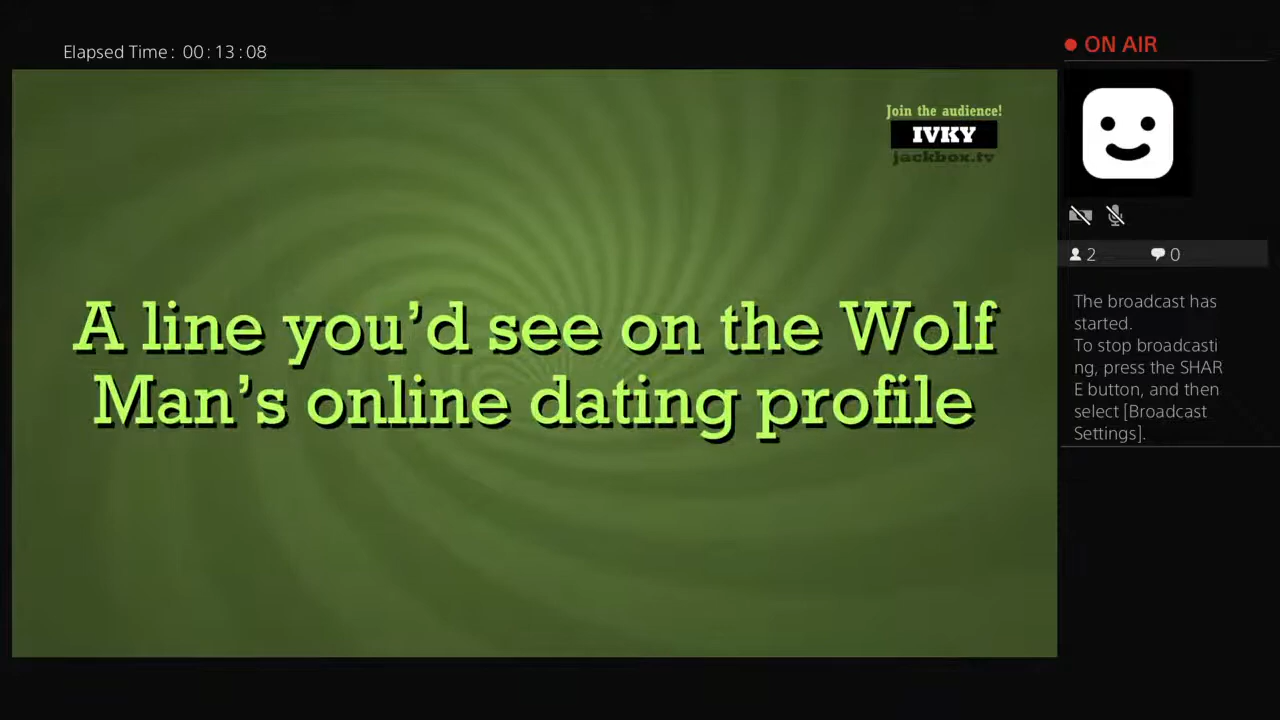 Elapsed Time: 00:13:08
ON AIR
Join the audience!
IVKY
jackbox.tv
A line you’d see on the Wolf
Man’s online dating profile
2
0
The broadcast has
started.
To stop broadcasti
ng, press the SHAR
E button, and then
select [Broadcast
Settings].